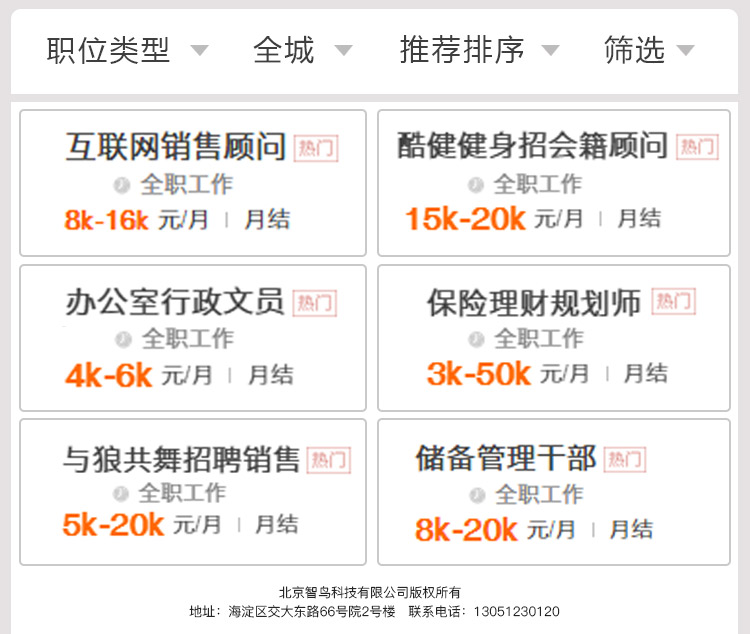 职位类型 全城 推荐排序 筛选
互联网销售顾问 热门
全职工作
8k-16k 元/月 | 月结
酷健健身招会籍顾问 热门
全职工作
15k-20k 元/月 | 月结
办公室行政文员 热门
全职工作
4k-6k 元/月 | 月结
保险理财规划师 热门
全职工作
3k-50k 元/月 | 月结
与狼共舞招聘销售 热门
全职工作
5k-20k 元/月 | 月结
储备管理干部 热门
全职工作
8k-20k 元/月 | 月结
北京智鸟科技有限公司版权所有
地址：海淀区交大东路66号院2号楼 联系电话：13051230120